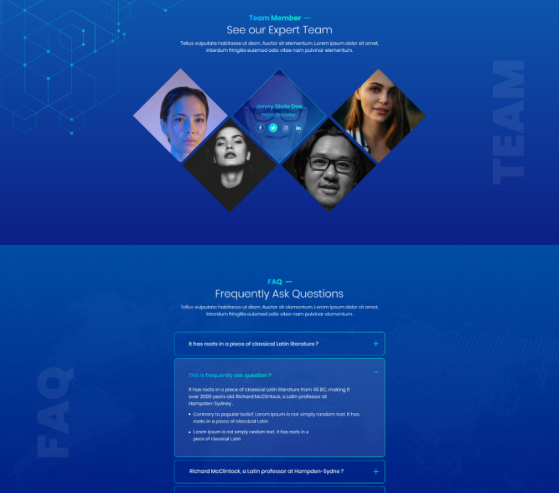 Team Member
See our Expert Team
Tellus vulputate habitasse ut diam. Auctor sit elementum. Lorem ipsum dolor sit amet,
interdum fringilla euismod odio vitae nam pulvinar elementum.
TEAM
Jonny Stela Doe
FAQ
Frequently Ask Questions
Tellus vulputate habitasse ut diam. Auctor sit elementum. Lorem ipsum dolor sit amet,
interdum fringilla euismod odio vitae nam pulvinar elementum.
FAQ
It has roots in a piece of classical Latin literature ?
This is frequently ask question ?
It has roots in a piece of classical Latin literature from 45 BC, making it
over 2000 years old. Richard McClintock, a Latin professor at
Hampden-Sydney.
Contrary to popular belief, Lorem Ipsum is not simply random text. It has
roots in a piece of classical Latin
Lorem Ipsum is not simply random text. It has roots in a
piece of classical Latin
Richard McClintock, a Latin professor at Hampden-Sydne ?